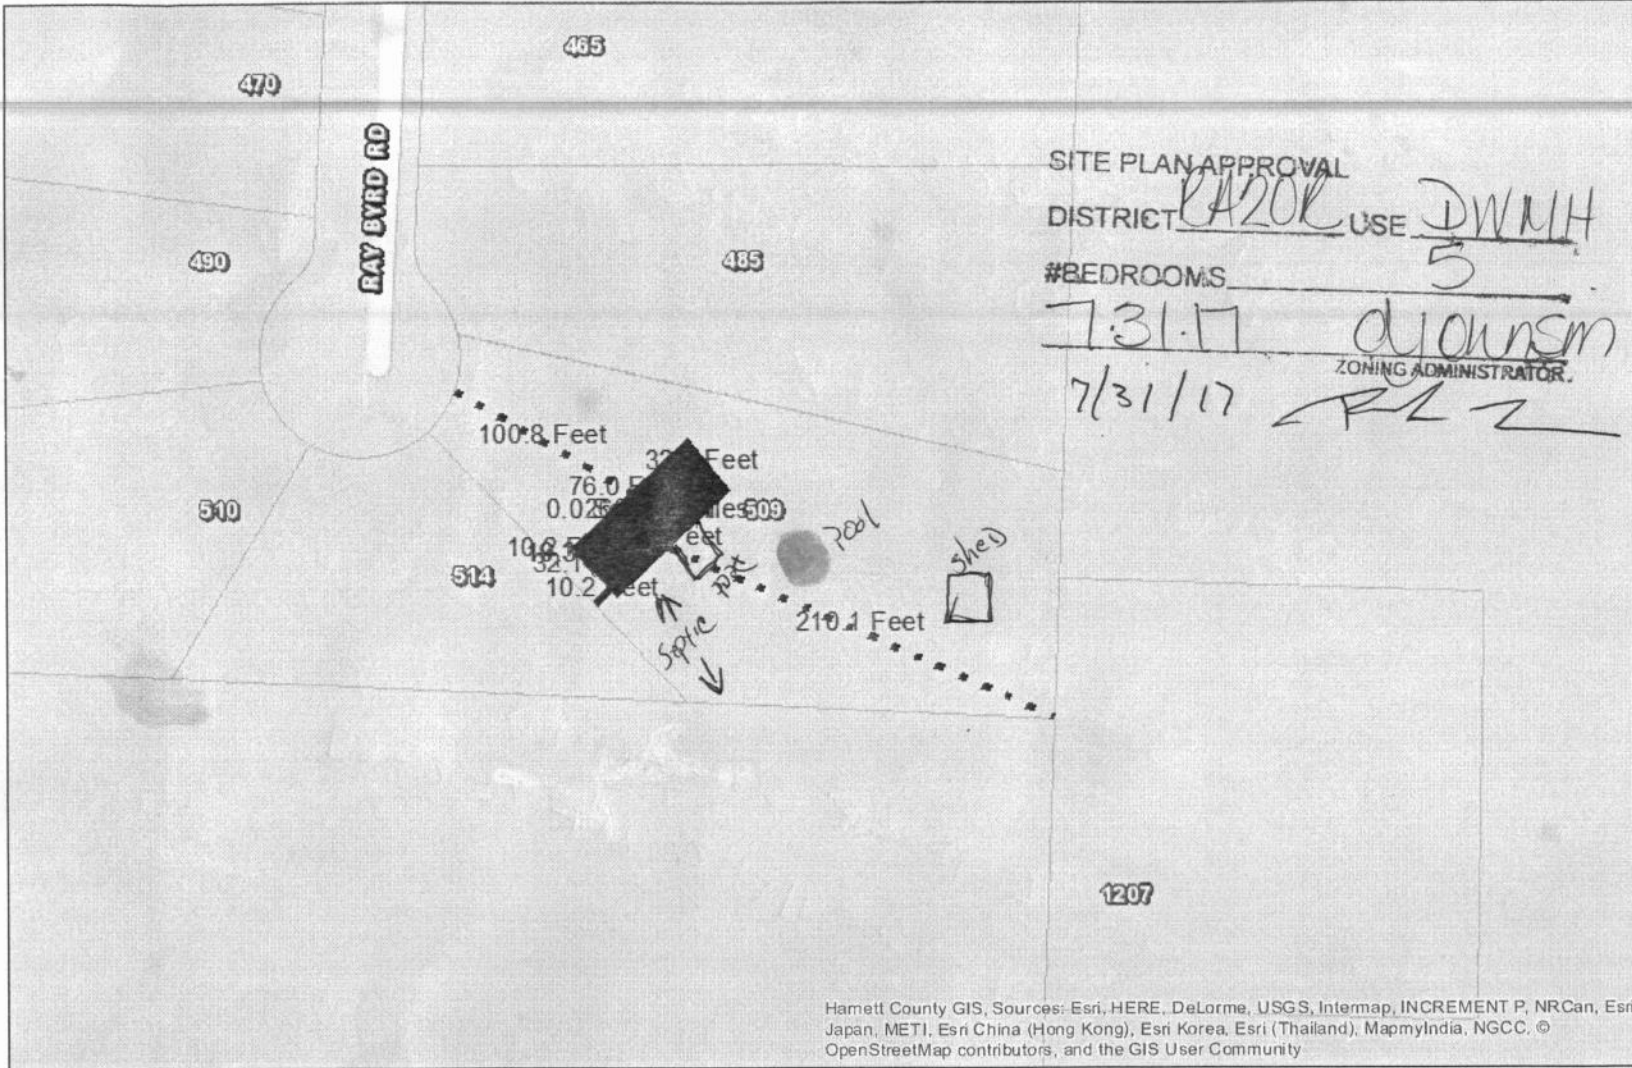 465
470
RAY BYRD RD
SITE PLAN APPROVAL
DISTRICT RA20R USE DWMH
490
485
#BEDROOMS 5
7.31.17
ZONING ADMINISTRATOR
7/31/17
100.8 Feet
Feet
76.0
510
509
Pool
514
10.2 Feet
Shed
Septic
210.1 Feet
1207
Harnett County GIS, Sources: Esri, HERE, DeLorme, USGS, Intermap, INCREMENT P, NRCan, Esri
Japan, METI, Esri China (Hong Kong), Esri Korea, Esri (Thailand), MapmyIndia, NGCC, ©
OpenStreetMap contributors, and the GIS User Community